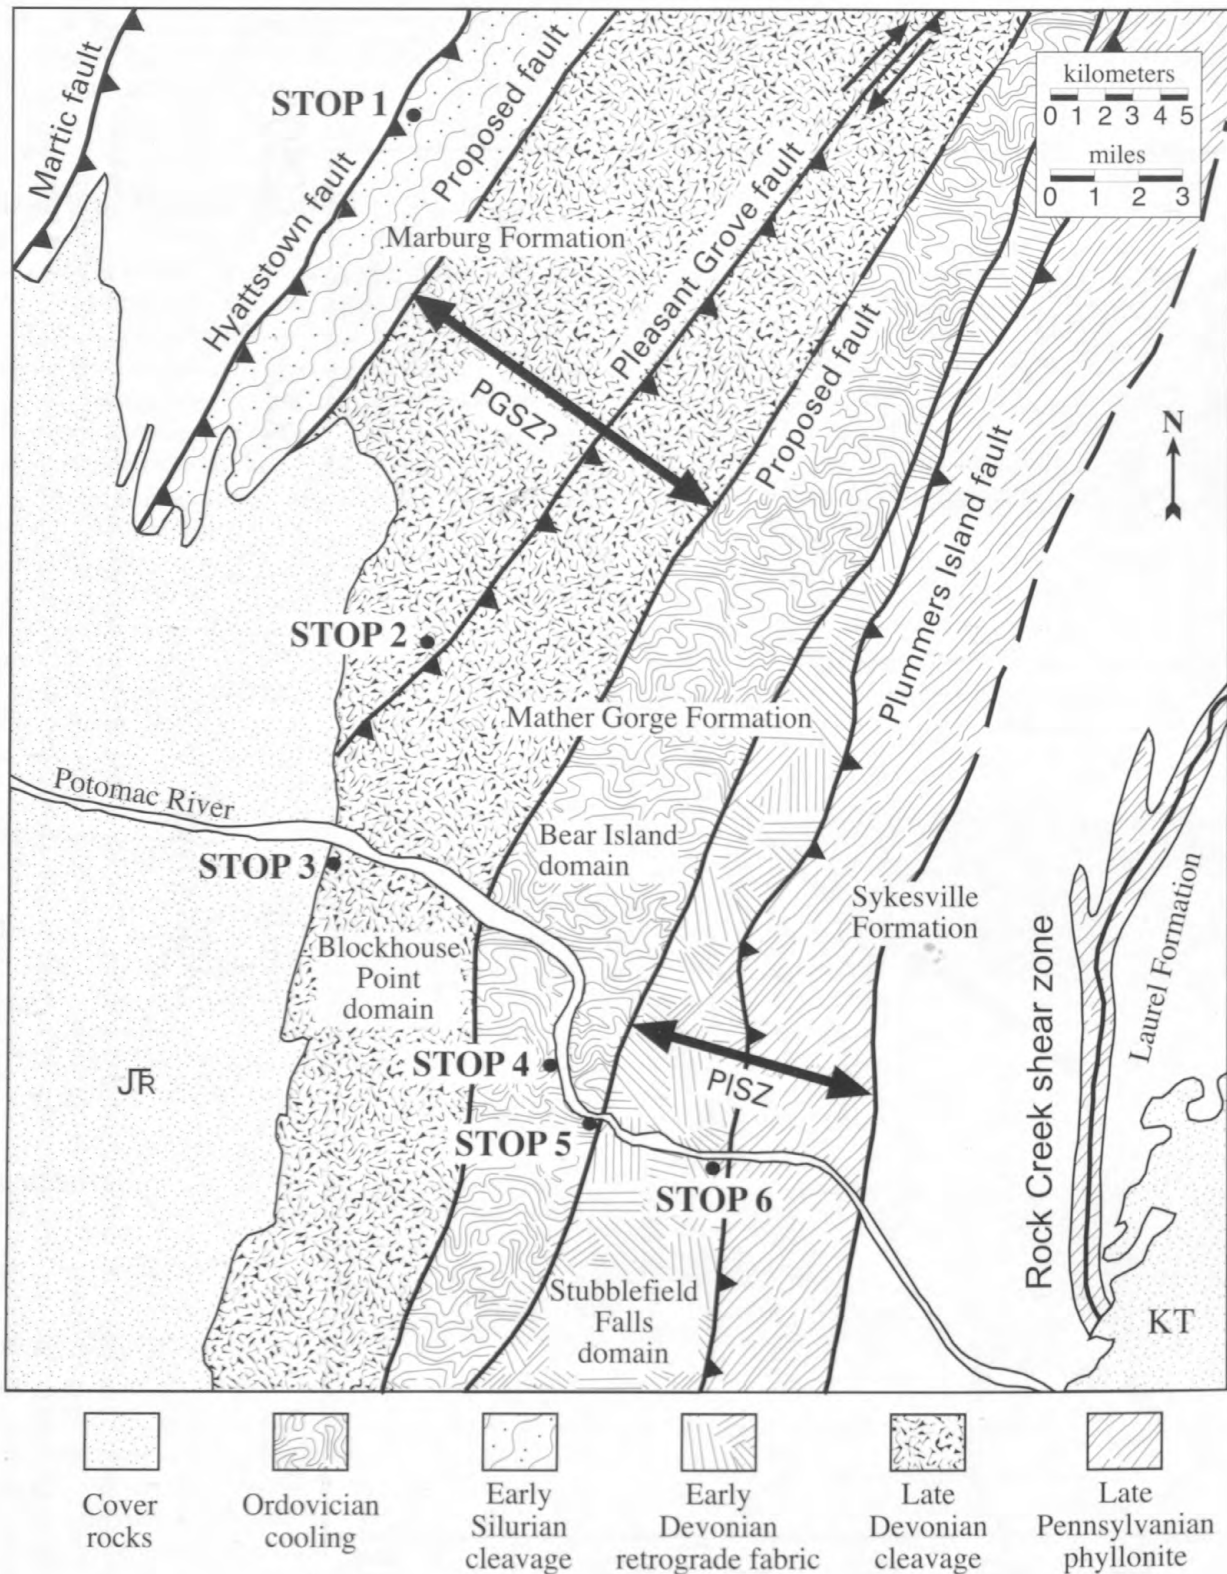 Martic fault
STOP 1
Hyattstown fault
Proposed fault
Marburg Formation
Pleasant Grove fault
kilometers
0 1 2 3 4 5
miles
0 1 2 3
PGSZ?
Proposed fault
N
Plummers Island fault
STOP 2
Mather Gorge Formation
Potomac River
STOP 3
Bear Island
domain
Sykesville
Formation
Blockhouse
Point
domain
Rock Creek shear zone
Laurel Formation
STOP 4
PISZ
STOP 5
STOP 6
Stubblefield
Falls
domain
KT
Cover
rocks
Ordovician
cooling
Early
Silurian
cleavage
Early
Devonian
retrograde fabric
Late
Devonian
cleavage
Late
Pennsylvanian
phyllonite